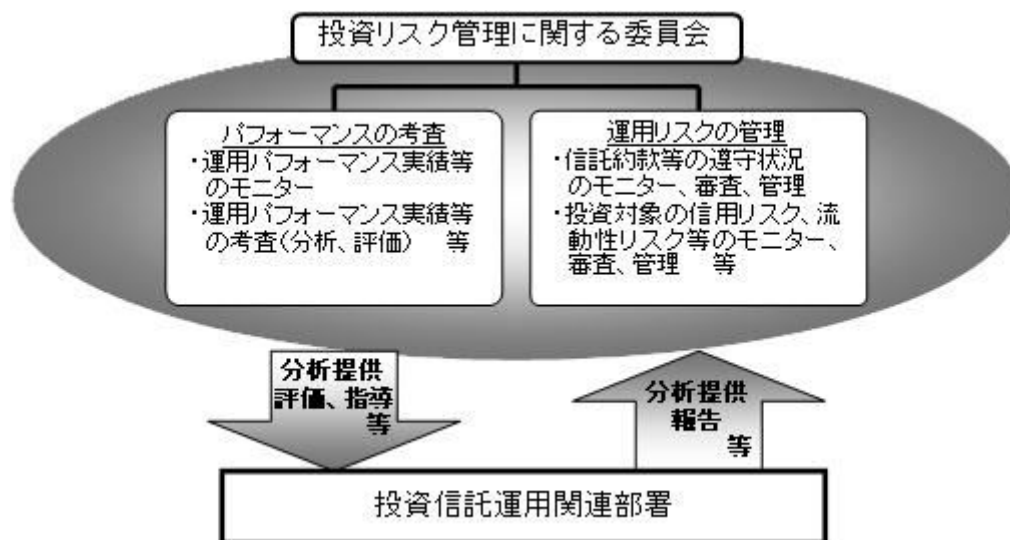 投資リスク管理に関する委員会
パフォーマンスの考査
・運用パフォーマンス実績等
のモニター
・運用パフォーマンス実績等
の考査(分析、評価) 等
運用リスクの管理
・信託約款等の遵守状況
のモニター、審査、管理
・投資対象の信用リスク、流
動性リスク等のモニター、
審査、管理 等
分析提供
評価、指導
等
分析提供
報告
等
投資信託運用関連部署